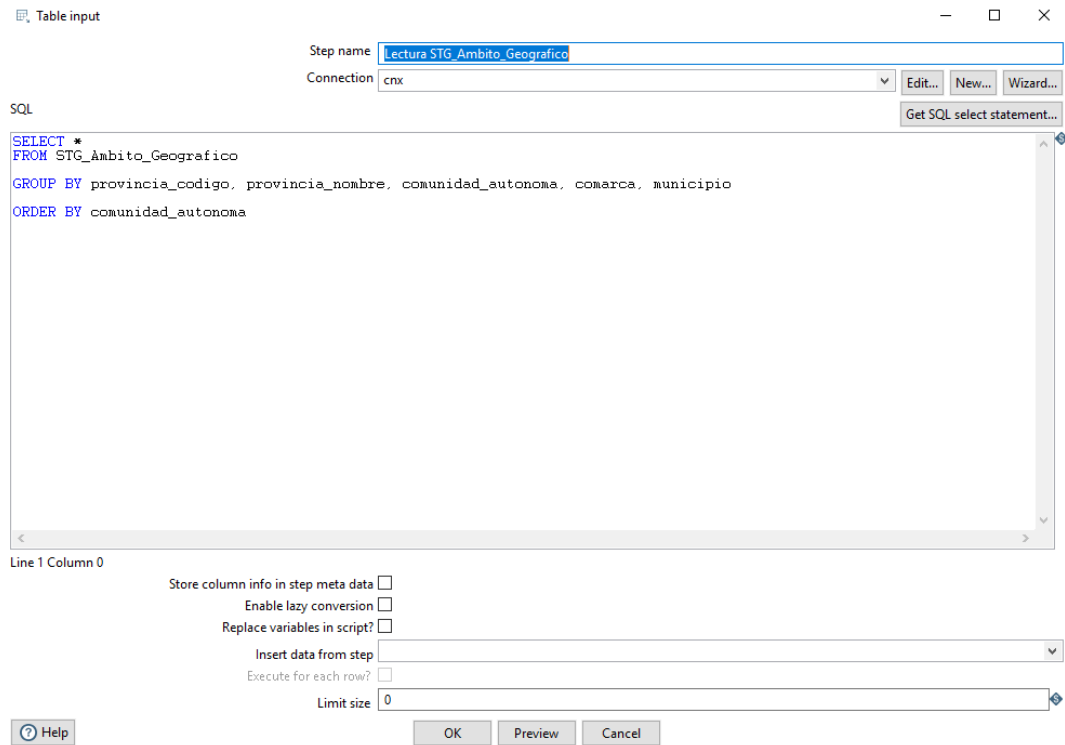 Table input
Step name Lectura STG_Ambito_Geografico
Connection cnx Edit... New... Wizard...
SQL Get SQL select statement...
SELECT *
FROM STG_Ambito_Geografico
GROUP BY provincia_codigo, provincia_nombre, comunidad_autonoma, comarca, municipio
ORDER BY comunidad_autonoma
Line 1 Column 0
Store column info in step meta data
Enable lazy conversion
Replace variables in script?
Insert data from step
Execute for each row?
Limit size 0
Help OK Preview Cancel